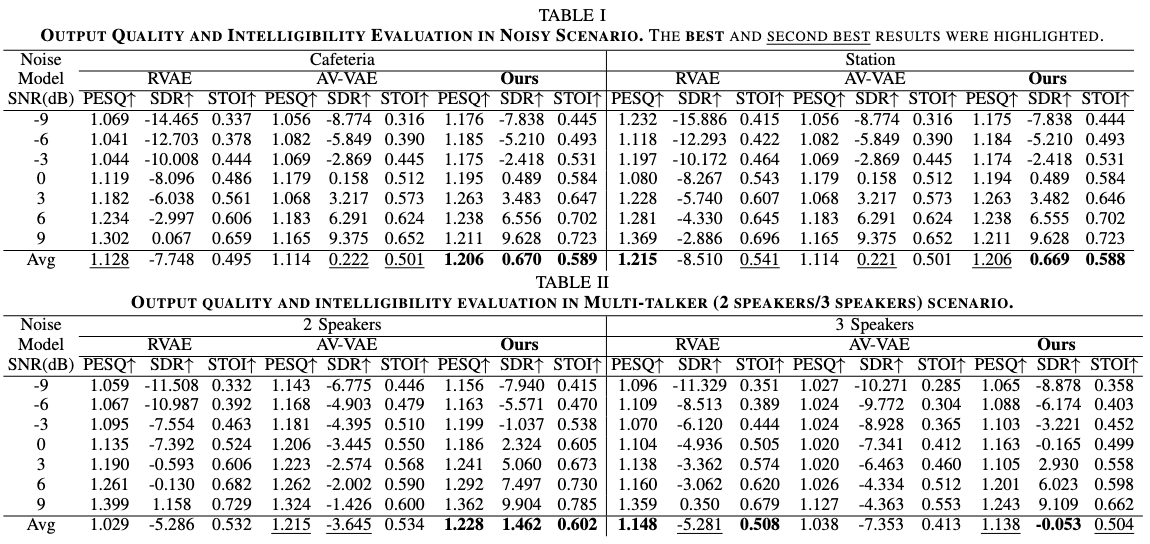 TABLE I
OUTPUT QUALITY AND INTELLIGIBILITY EVALUATION IN NOISY SCENARIO. THE BEST AND SECOND BEST RESULTS WERE HIGHLIGHTED.
Noise Cafeteria Station
Model RVAE AV-VAE Ours RVAE AV-VAE Ours
SNR(dB) PESQ↑ SDR↑ STOI↑ PESQ↑ SDR↑ STOI↑ PESQ↑ SDR↑ STOI↑ PESQ↑ SDR↑ STOI↑ PESQ↑ SDR↑ STOI↑ PESQ↑ SDR↑ STOI↑
-9 1.069 -14.465 0.337 1.056 -8.774 0.316 1.176 -7.838 0.445 1.232 -15.886 0.415 1.056 -8.774 0.316 1.175 -7.838 0.444
-6 1.041 -12.703 0.378 1.082 -5.849 0.390 1.185 -5.210 0.493 1.118 -12.293 0.422 1.082 -5.849 0.390 1.184 -5.210 0.493
-3 1.044 -10.008 0.444 1.069 -2.869 0.445 1.175 -2.418 0.531 1.197 -10.172 0.464 1.069 -2.869 0.445 1.174 -2.418 0.531
0 1.119 -8.096 0.486 1.179 0.158 0.512 1.195 0.489 0.584 1.080 -8.267 0.543 1.179 0.158 0.512 1.194 0.489 0.584
3 1.182 -6.038 0.561 1.068 3.217 0.573 1.263 3.483 0.647 1.228 -5.740 0.607 1.068 3.217 0.573 1.263 3.482 0.646
6 1.234 -2.997 0.606 1.183 6.291 0.624 1.238 6.556 0.702 1.281 -4.330 0.645 1.183 6.291 0.624 1.238 6.555 0.702
9 1.302 0.067 0.659 1.165 9.375 0.652 1.211 9.628 0.723 1.369 -2.886 0.696 1.165 9.375 0.652 1.211 9.628 0.723
Avg 1.128 -7.748 0.495 1.114 0.222 0.501 1.206 0.670 0.589 1.215 -8.510 0.541 1.114 0.221 0.501 1.206 0.669 0.588
TABLE II
OUTPUT QUALITY AND INTELLIGIBILITY EVALUATION IN MULTI-TALKER (2 SPEAKERS/3 SPEAKERS) SCENARIO.
Noise 2 Speakers 3 Speakers
Model RVAE AV-VAE Ours RVAE AV-VAE Ours
SNR(dB) PESQ↑ SDR↑ STOI↑ PESQ↑ SDR↑ STOI↑ PESQ↑ SDR↑ STOI↑ PESQ↑ SDR↑ STOI↑ PESQ↑ SDR↑ STOI↑ PESQ↑ SDR↑ STOI↑
-9 1.059 -11.508 0.332 1.143 -6.775 0.446 1.156 -7.940 0.415 1.096 -11.329 0.351 1.027 -10.271 0.285 1.065 -8.878 0.358
-6 1.067 -10.987 0.392 1.168 -4.903 0.479 1.163 -5.571 0.470 1.109 -8.513 0.389 1.024 -9.772 0.304 1.088 -6.174 0.403
-3 1.095 -7.554 0.463 1.181 -4.395 0.510 1.199 -1.037 0.538 1.070 -6.120 0.444 1.024 -8.928 0.365 1.103 -3.221 0.452
0 1.135 -7.392 0.524 1.206 -3.445 0.550 1.186 2.324 0.605 1.104 -4.936 0.505 1.020 -7.341 0.412 1.163 -0.165 0.499
3 1.190 -0.593 0.606 1.223 -2.574 0.568 1.241 5.060 0.673 1.138 -3.362 0.574 1.020 -6.463 0.460 1.105 2.930 0.558
6 1.261 -0.130 0.682 1.262 -2.002 0.590 1.292 7.497 0.730 1.160 -3.062 0.620 1.026 -4.334 0.512 1.201 6.023 0.598
9 1.399 1.158 0.729 1.324 -1.426 0.600 1.362 9.904 0.785 1.359 0.350 0.679 1.127 -4.363 0.553 1.243 9.109 0.662
Avg 1.029 -5.286 0.532 1.215 -3.645 0.534 1.228 1.462 0.602 1.148 -5.281 0.508 1.038 -7.353 0.413 1.138 -0.053 0.504